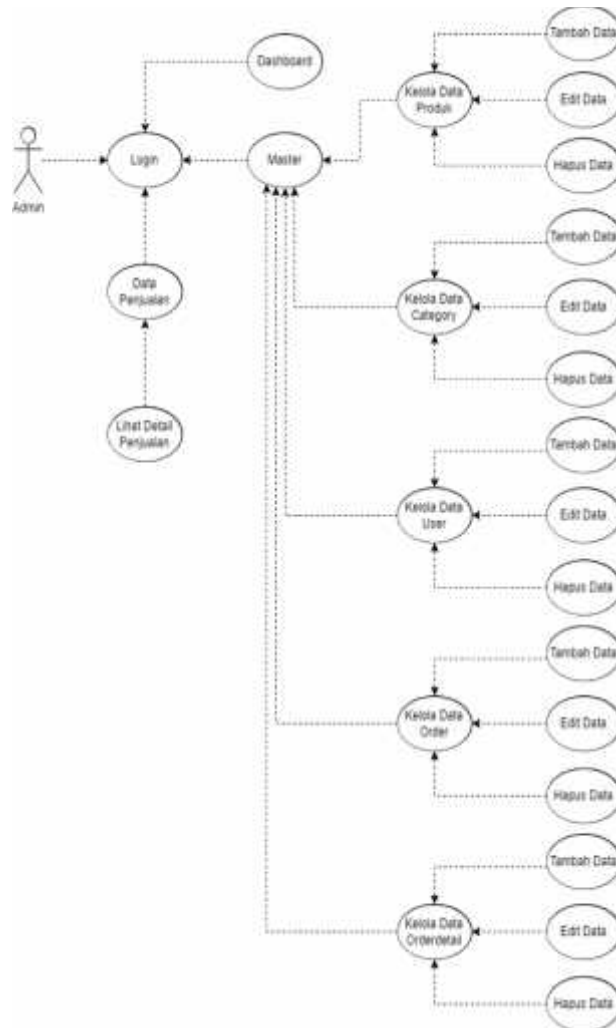 Tambah Data
Dashboard
Kelola Data
Produk
Edit Data
Login
Master
Hapus Data
Admin
Tambah Data
Data
Penjualan
Kelola Data
Category
Edit Data
Hapus Data
Lihat Detail
Penjualan
Tambah Data
Kelola Data
User
Edit Data
Hapus Data
Tambah Data
Kelola Data
Order
Edit Data
Hapus Data
Tambah Data
Kelola Data
Orderdetail
Edit Data
Hapus Data